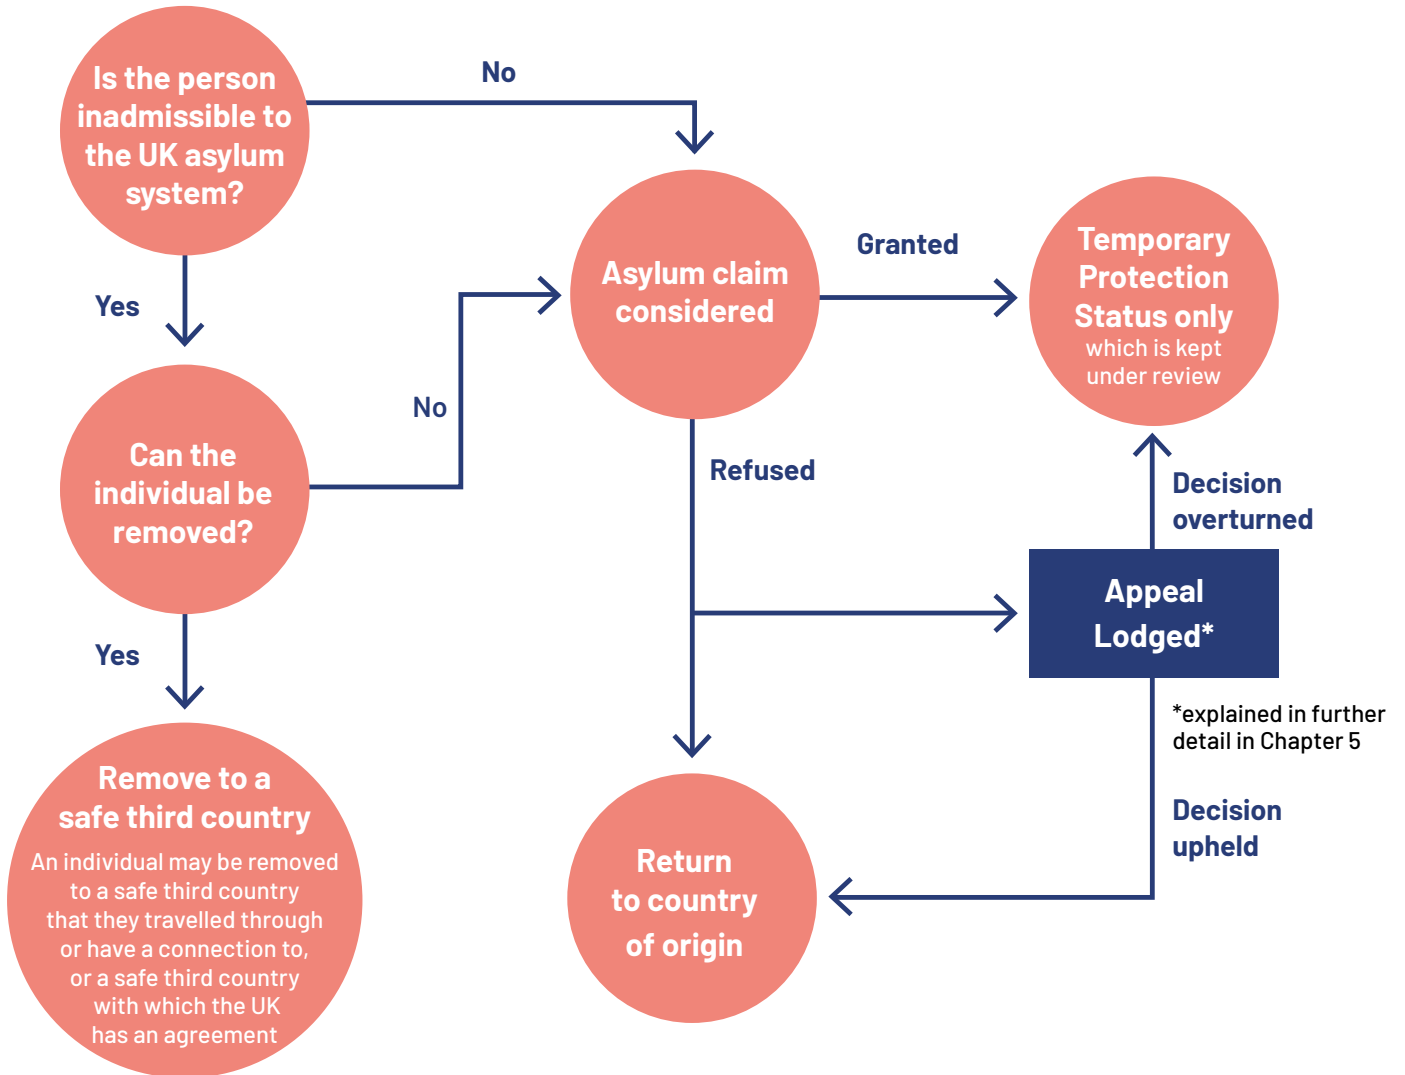 Is the person
inadmissible to
the UK asylum
system?
No
Yes
Asylum claim
considered
Granted
Temporary
Protection
Status only
which is kept
under review
Can the
individual be
removed?
No
Refused
Decision
overturned
Appeal
Lodged*
*explained in further
detail in Chapter 5
Yes
Remove to a
safe third country
An individual may be removed
to a safe third country
that they travelled through
or have a connection to,
or a safe third country
with which the UK
has an agreement
Return
to country
of origin
Decision
upheld